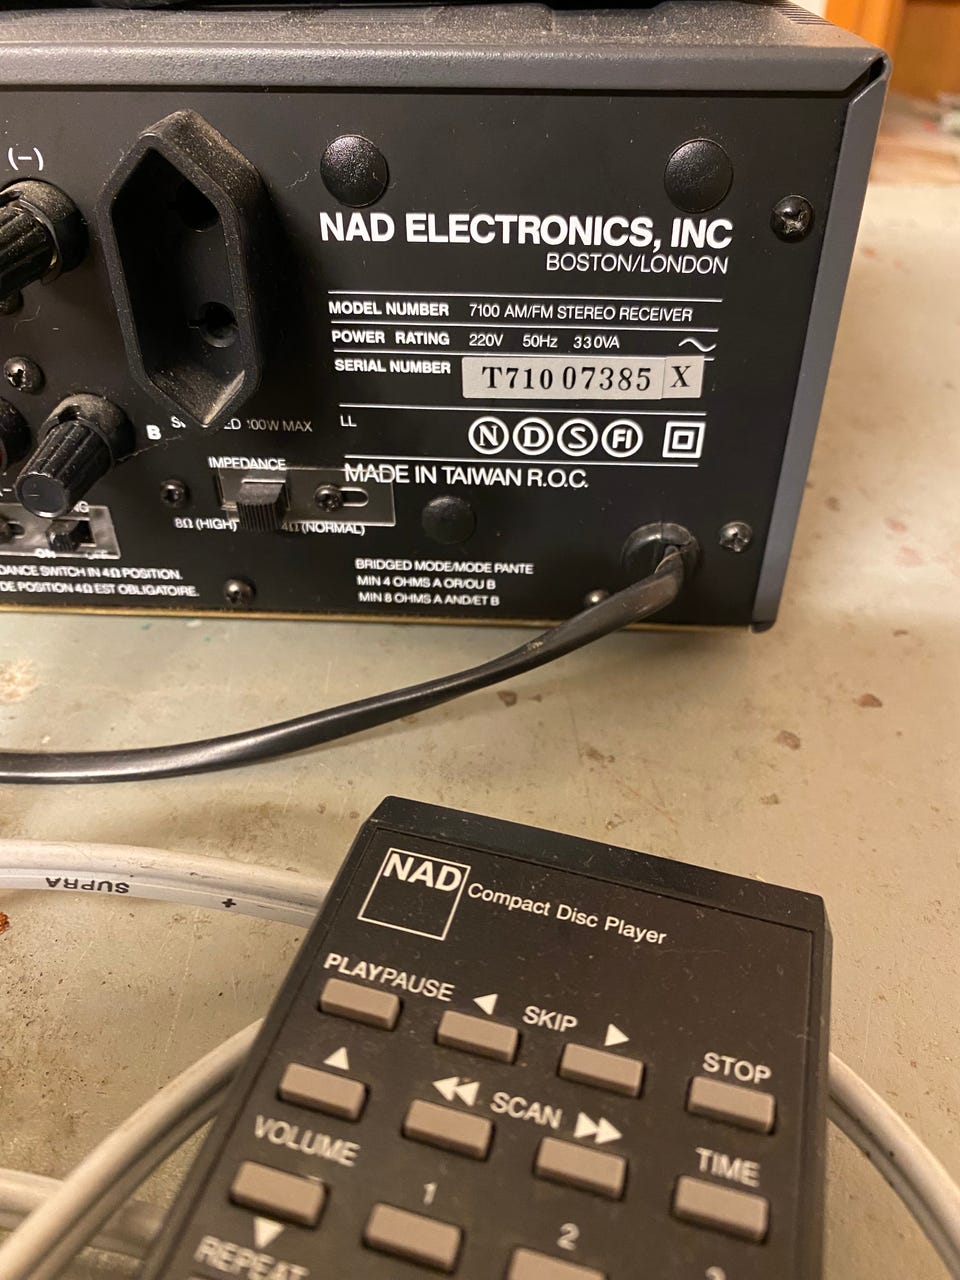 (-)
NAD ELECTRONICS, INC
BOSTON/LONDON
MODEL NUMBER 7100 AM/FM STEREO RECEIVER
POWER RATING 220V 50Hz 330VA
SERIAL NUMBER T710 07385 X
B
100W MAX
LL
N D S FI
IMPEDANCE
MADE IN TAIWAN R.O.C.
8Ω (HIGH) 4Ω (NORMAL)
DANCE SWITCH IN 4Ω POSITION.
DE POSITION 4Ω EST OBLIGATOIRE.
BRIDGED MODE/MODE PANTE
MIN 4 OHMS A OR/OU B
MIN 8 OHMS A AND/ET B
SUPRA
+
NAD Compact Disc Player
PLAYPAUSE
SKIP
STOP
SCAN
VOLUME
TIME
1
2
REPEAT